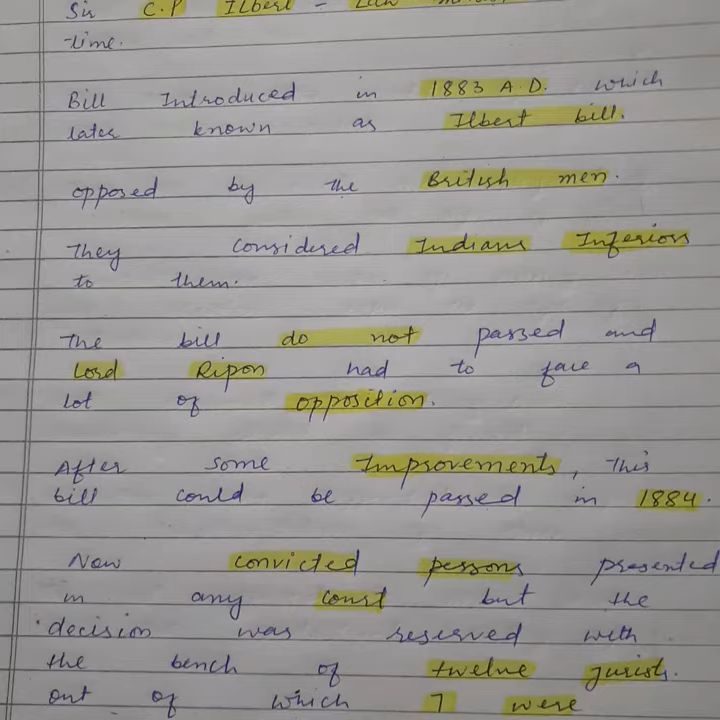 Sir C.P Ilbert -
time.
Bill Introduced in 1883 A.D. which
later known as Ilbert bill.
opposed by the British men.
They considered Indians Inferiors
to them.
The bill do not passed and
Lord Ripon had to face a
lot of opposition.
After some Improvements, This
bill could be passed in 1884.
Now convicted persons presented
in any court but the
decision was reserved with
the bench of twelve jurists.
out of which 7 were